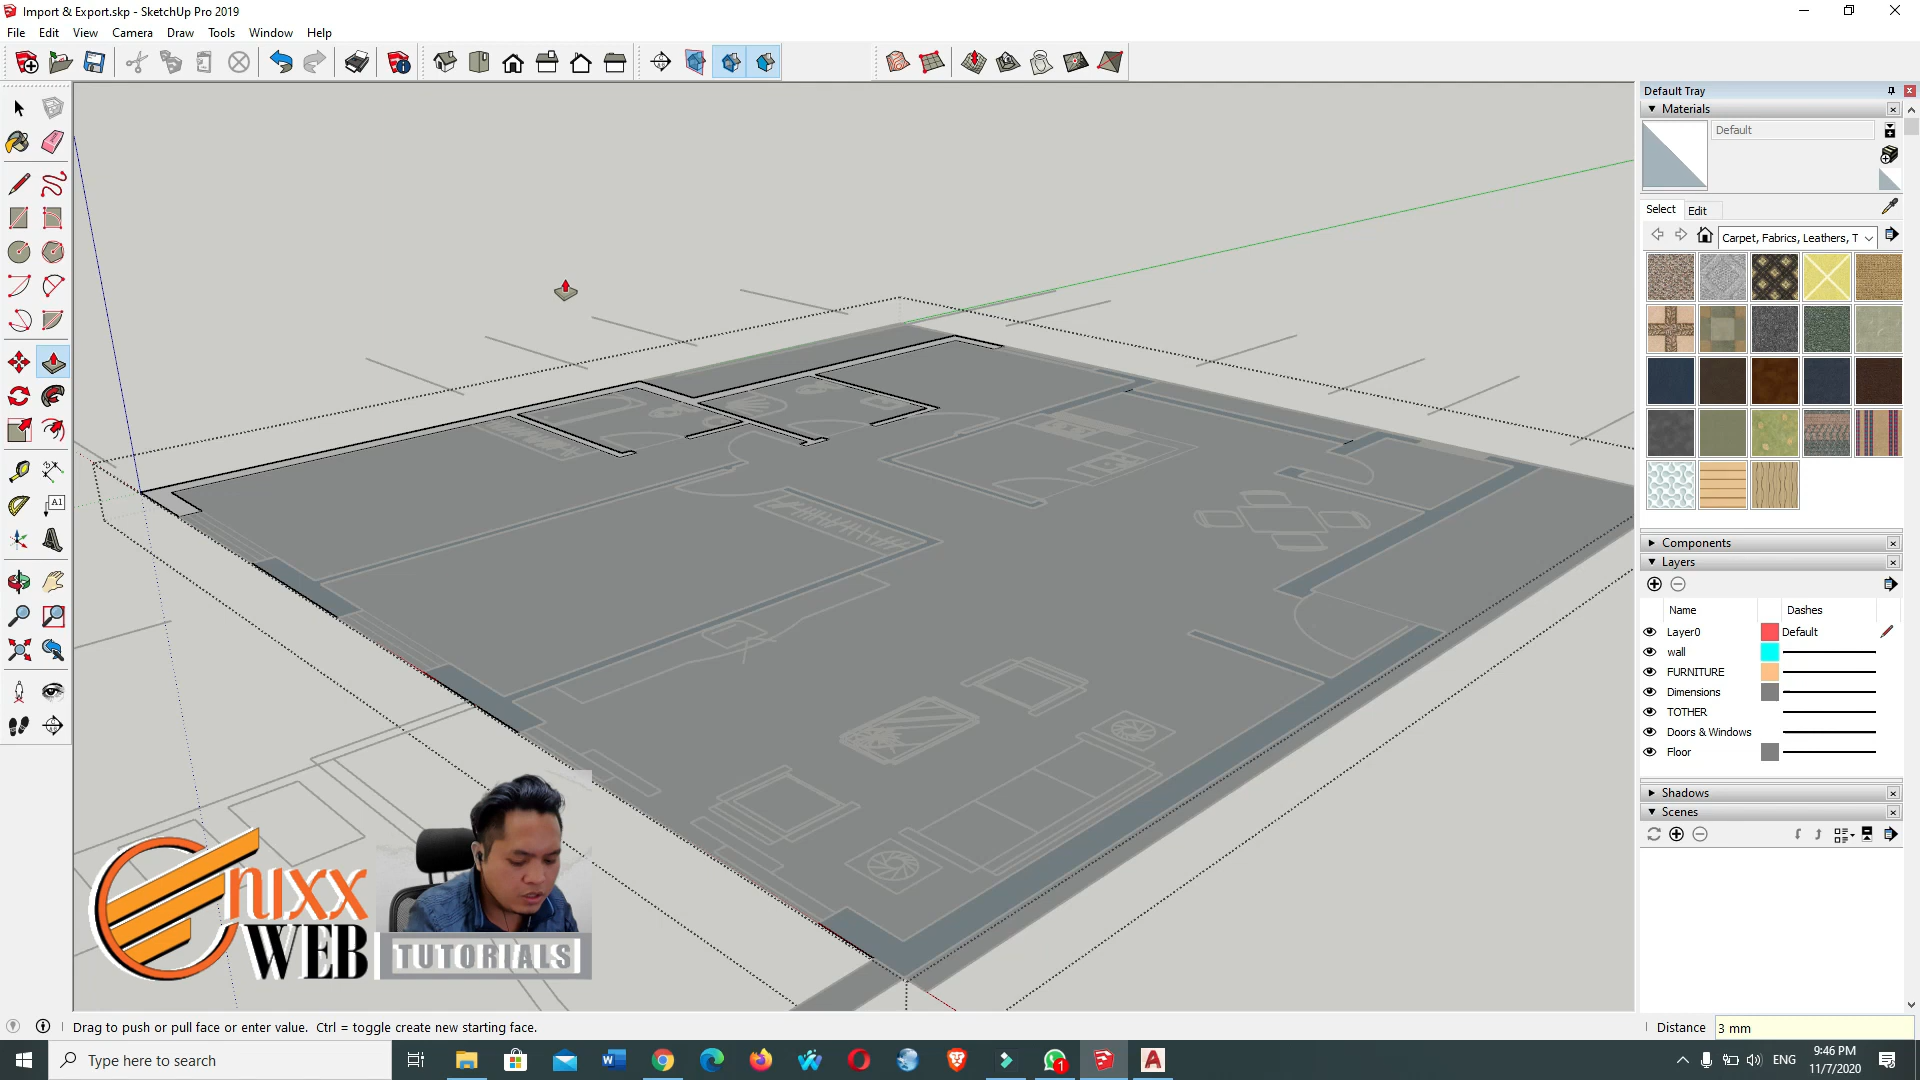 Import & Export.skp - SketchUp Pro 2019
File Edit View Camera Draw Tools Window Help
Default Tray
Materials
Default
Select Edit
Carpet, Fabrics, Leathers, T
Components
Layers
Name Dashes
Layer0 Default
wall
FURNITURE
Dimensions
TOTHER
Doors & Windows
Floor
Shadows
Scenes
A1
nixx
WEB
TUTORIALS
Drag to push or pull face or enter value. Ctrl = toggle create new starting face.
Distance 3 mm
Type here to search
1
ENG
9:46 PM
11/7/2020